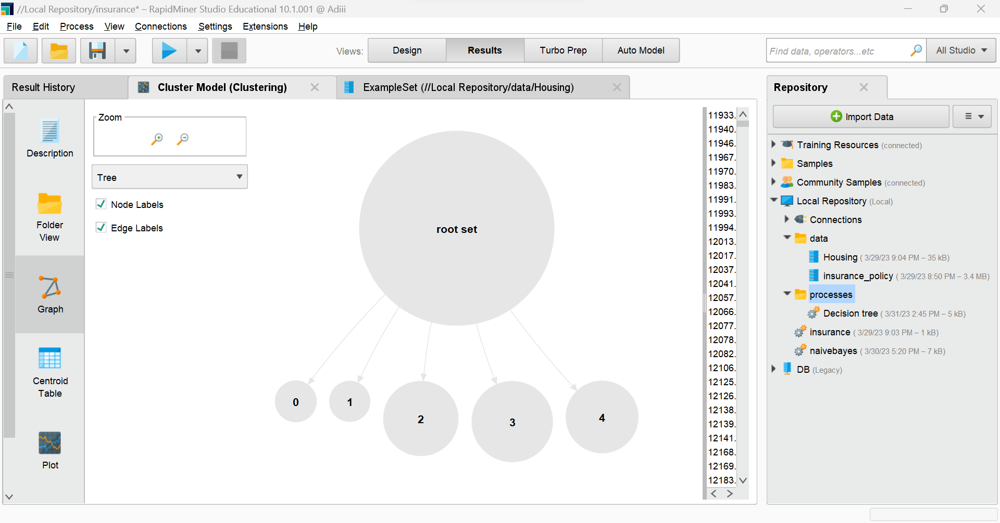 //Local Repository/insurance* – RapidMiner Studio Educational 10.1.001 @ Adiii
File Edit Process View Connections Settings Extensions Help
Views: Design Results Turbo Prep Auto Model
Find data, operators...etc
All Studio
Result History
Cluster Model (Clustering)
ExampleSet (//Local Repository/data/Housing)
Repository
Description
Folder
View
Graph
Centroid
Table
Plot
Zoom
Tree
Node Labels
Edge Labels
root set
0
1
2
3
4
11933.
11940.
11946.
11967.
11970.
11983.
11991.
11993.
11994.
12013.
12017.
12037.
12041.
12057.
12066.
12077.
12078.
12082.
12106.
12125.
12126.
12138.
12139.
12141.
12168.
12169.
12183.
Import Data
Training Resources (connected)
Samples
Community Samples (connected)
Local Repository (Local)
Connections
data
Housing ( 3/29/23 9:04 PM – 35 kB)
insurance_policy ( 3/29/23 8:50 PM – 3.4 MB)
processes
Decision tree ( 3/31/23 2:45 PM – 5 kB)
insurance ( 3/29/23 9:03 PM – 1 kB)
naivebayes ( 3/30/23 5:20 PM – 7 kB)
DB (Legacy)